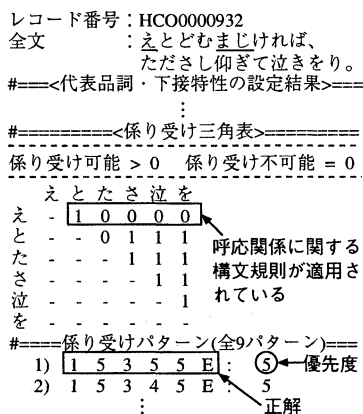 レコード番号：HCO0000932
全文　　　　：えとどむまじければ、
たださし仰ぎて泣きをり。
#===<代表品詞・下接特性の設定結果>===
⋮
#=========<係り受け三角表>=========
係り受け可能 > 0　係り受け不可能 = 0
え と た さ 泣 を
え - 1 0 0 0 0
と - - 0 1 1 1
た - - - 1 1 1
さ - - - - 1 1
泣 - - - - - 1
を - - - - - -
呼応関係に関する
構文規則が適用さ
れている
#====係り受けパターン(全9パターン)===
1) 1 5 3 5 5 E : 5 優先度
2) 1 5 3 4 5 E : 5
⋮ 正解